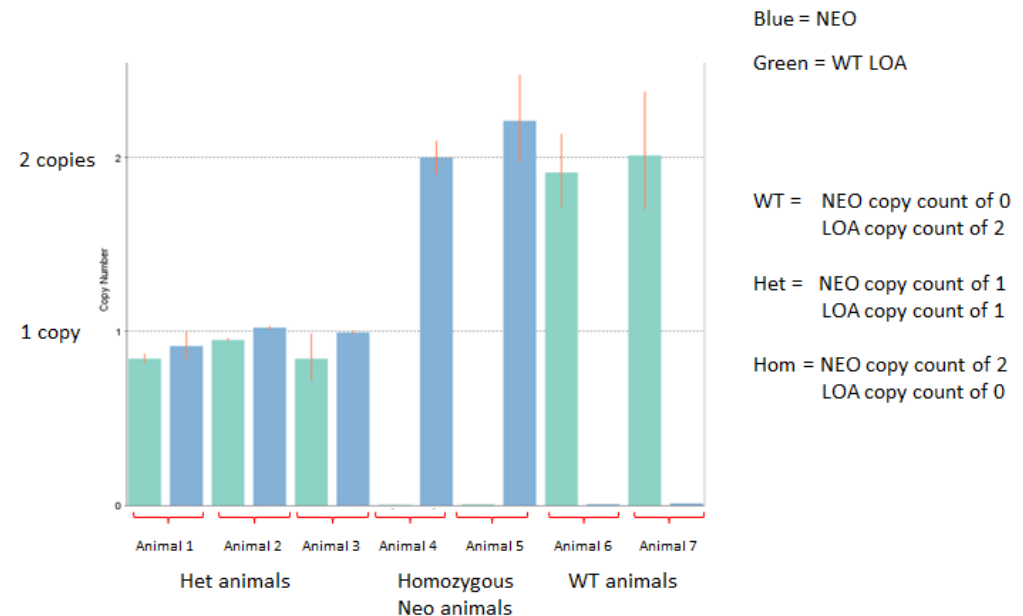 Blue = NEO
Green = WT LOA
2 copies
2
WT = NEO copy count of 0
LOA copy count of 2
Copy Number
Het = NEO copy count of 1
LOA copy count of 1
1 copy
1
Hom = NEO copy count of 2
LOA copy count of 0
0
Animal 1 Animal 2 Animal 3 Animal 4 Animal 5 Animal 6 Animal 7
Het animals
Homozygous
Neo animals
WT animals